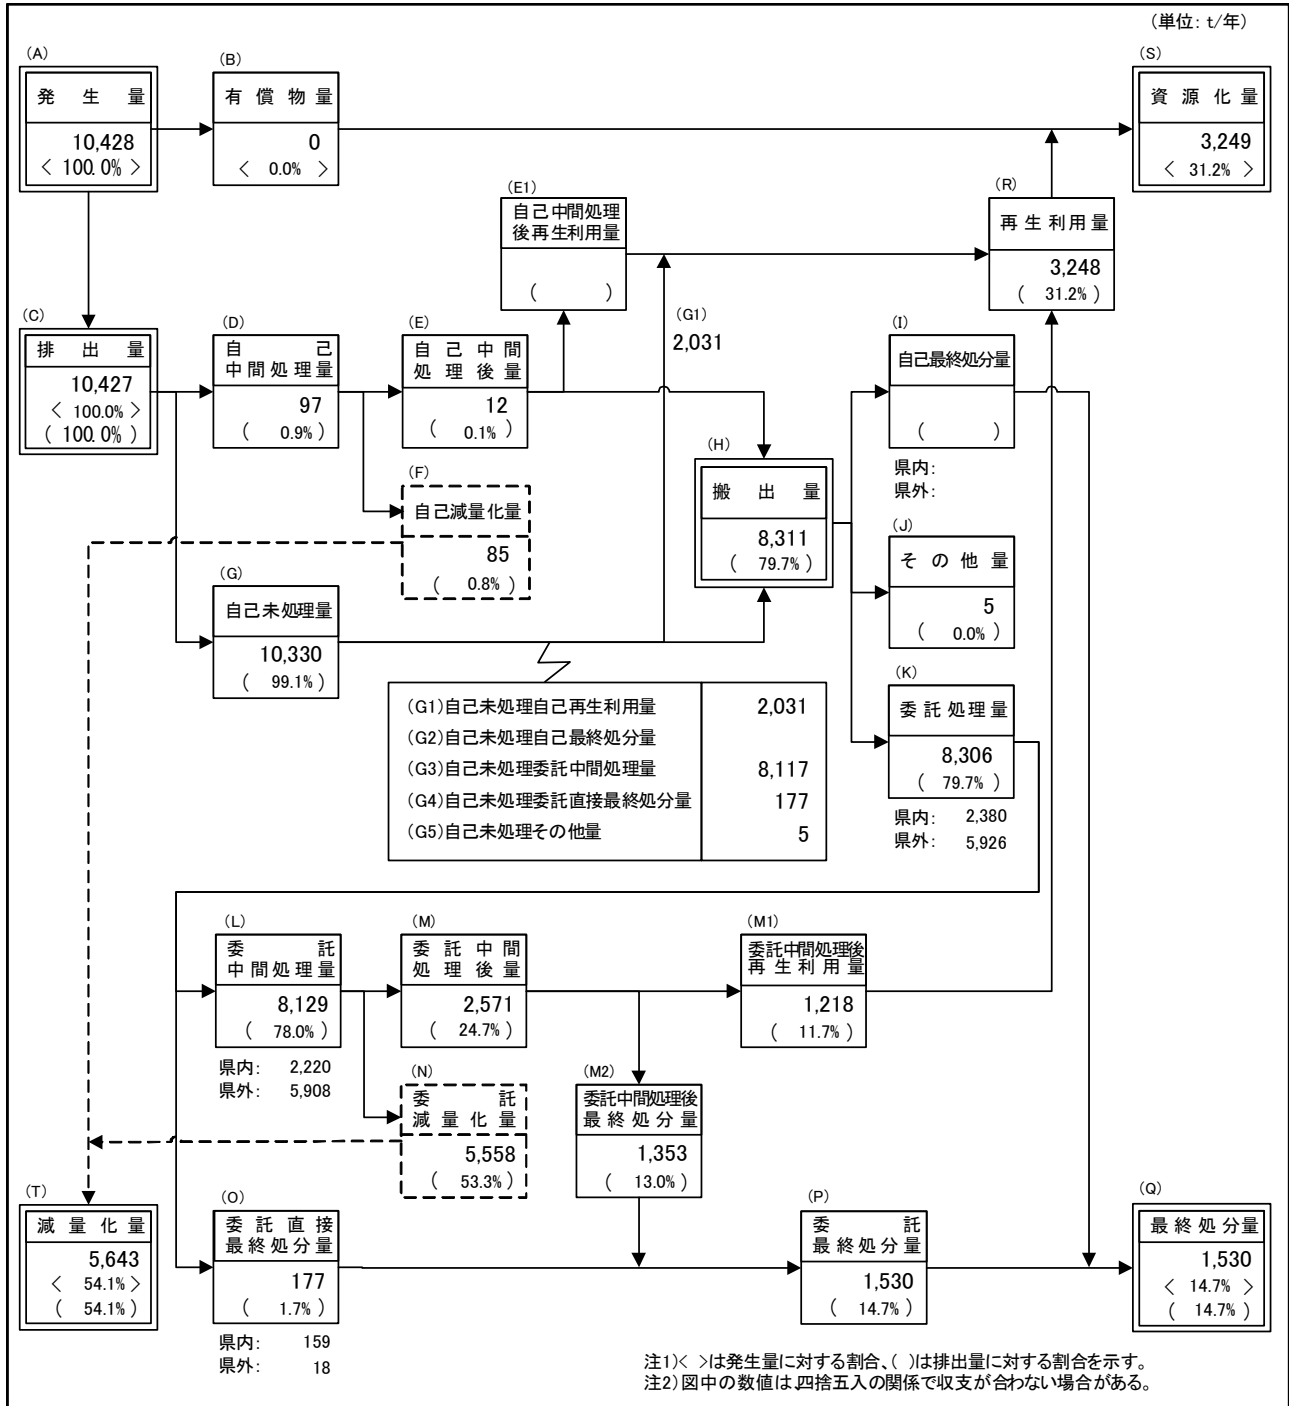 (単位: t/年)
(A)
発生量
10,428
< 100.0% >
(B)
有償物量
0
< 0.0% >
(S)
資源化量
3,249
< 31.2% >
(E1)
自己中間処理
後再生利用量
( )
(R)
再生利用量
3,248
( 31.2% )
(G1)
2,031
(C)
排出量
10,427
< 100.0% >
( 100.0% )
(D)
自己
中間処理量
97
( 0.9% )
(E)
自己中間
処理後量
12
( 0.1% )
(I)
自己最終処分量
( )
県内:
県外:
(F)
自己減量化量
85
( 0.8% )
(H)
搬出量
8,311
( 79.7% )
(J)
その他量
5
( 0.0% )
(G)
自己未処理量
10,330
( 99.1% )
(G1)自己未処理自己再生利用量 2,031
(G2)自己未処理自己最終処分量
(G3)自己未処理委託中間処理量 8,117
(G4)自己未処理委託直接最終処分量 177
(G5)自己未処理その他量 5
(K)
委託処理量
8,306
( 79.7% )
県内: 2,380
県外: 5,926
(L)
委託
中間処理量
8,129
( 78.0% )
県内: 2,220
県外: 5,908
(M)
委託中間
処理後量
2,571
( 24.7% )
(M1)
委託中間処理後
再生利用量
1,218
( 11.7% )
(N)
委託
減量化量
5,558
( 53.3% )
(M2)
委託中間処理後
最終処分量
1,353
( 13.0% )
(T)
減量化量
5,643
< 54.1% >
( 54.1% )
(O)
委託直接
最終処分量
177
( 1.7% )
県内: 159
県外: 18
(P)
委託
最終処分量
1,530
( 14.7% )
(Q)
最終処分量
1,530
< 14.7% >
( 14.7% )
注1)< >は発生量に対する割合、( )は排出量に対する割合を示す。
注2)図中の数値は、四捨五入の関係で収支が合わない場合がある。